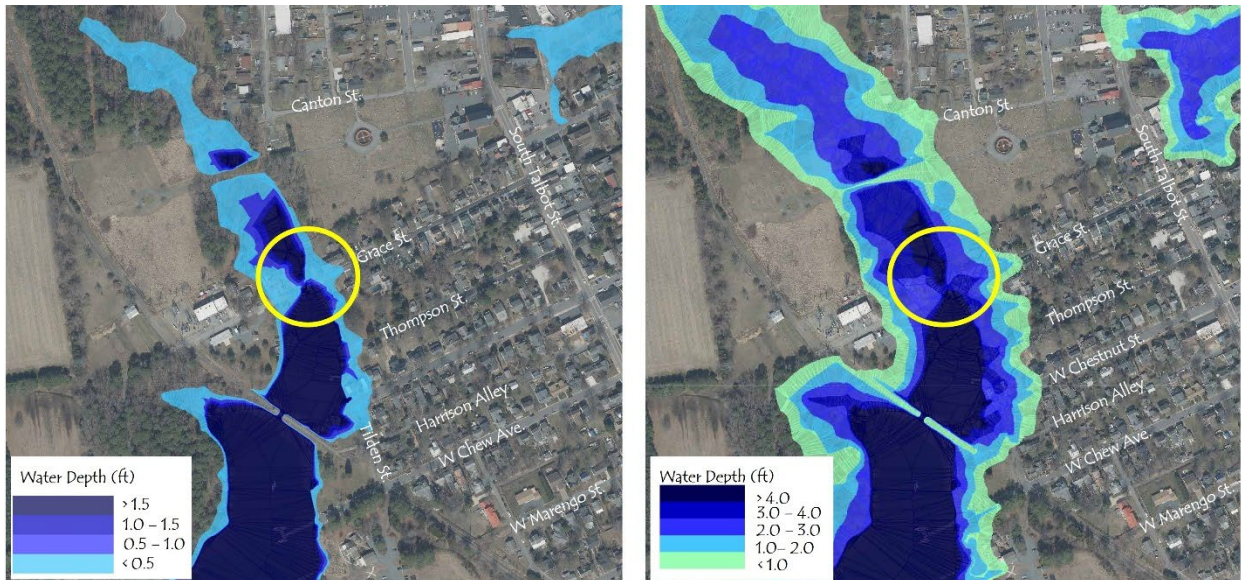 Canton St.
South Talbot St.
Grace St.
Thompson St.
Harrison Alley
Tilden St.
W Chew Ave.
W Marengo St.
Water Depth (ft)
> 1.5
1.0 – 1.5
0.5 – 1.0
< 0.5
Canton St.
South Talbot St.
Grace St.
Thompson St.
W Chestnut St.
Harrison Alley
W Chew Ave.
W Marengo St.
Water Depth (ft)
> 4.0
3.0 – 4.0
2.0 – 3.0
1.0 – 2.0
< 1.0